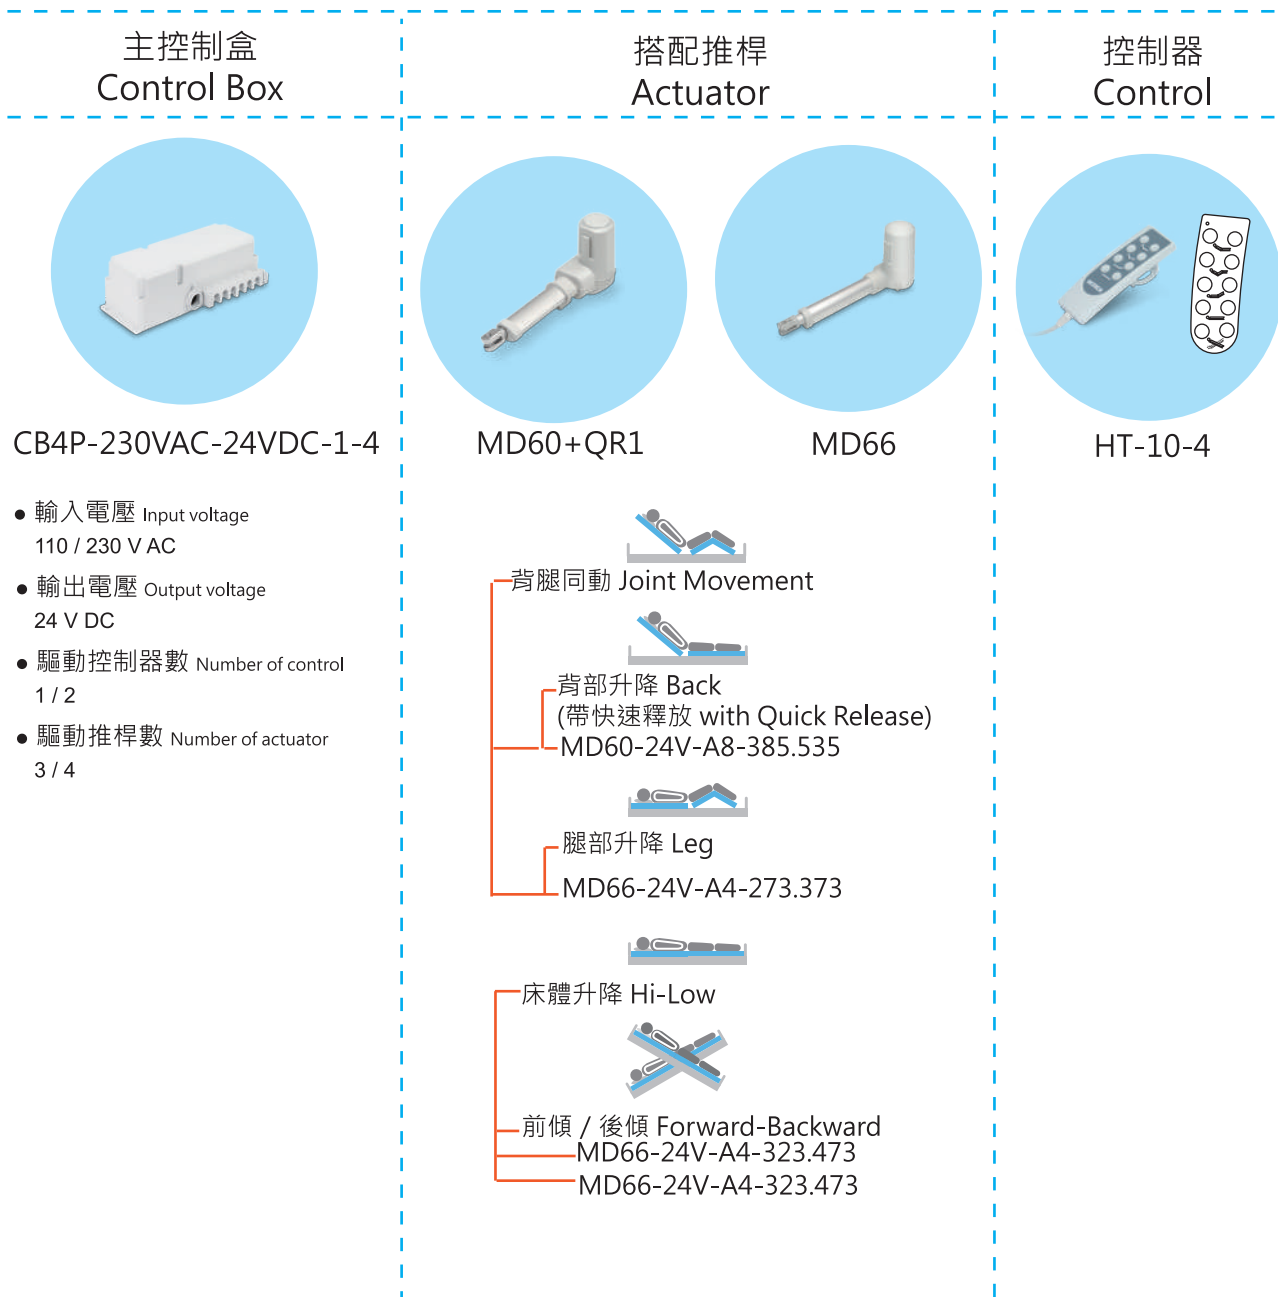 主控制盒
Control Box
搭配推桿
Actuator
控制器
Control
CB4P-230VAC-24VDC-1-4
MD60+QR1
MD66
HT-10-4
● 輸入電壓 Input voltage
110 / 230 V AC
● 輸出電壓 Output voltage
24 V DC
● 驅動控制器數 Number of control
1 / 2
● 驅動推桿數 Number of actuator
3 / 4
背腿同動 Joint Movement
背部升降 Back
(帶快速釋放 with Quick Release)
MD60-24V-A8-385.535
腿部升降 Leg
MD66-24V-A4-273.373
床體升降 Hi-Low
前傾 / 後傾 Forward-Backward
MD66-24V-A4-323.473
MD66-24V-A4-323.473